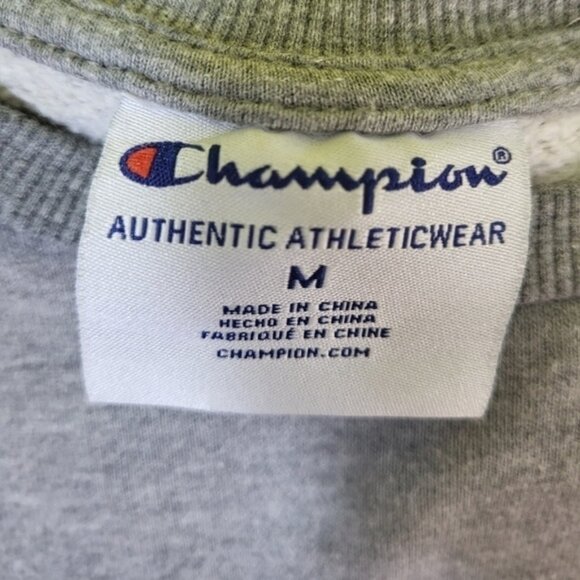 Champion®
AUTHENTIC ATHLETICWEAR
M
MADE IN CHINA
HECHO EN CHINA
FABRIQUÉ EN CHINE
CHAMPION.COM